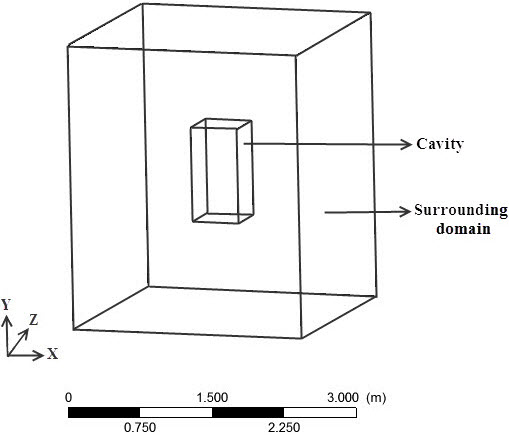 Cavity
Surrounding
domain
Y
Z
X
0 1.500 3.000 (m)
0.750 2.250